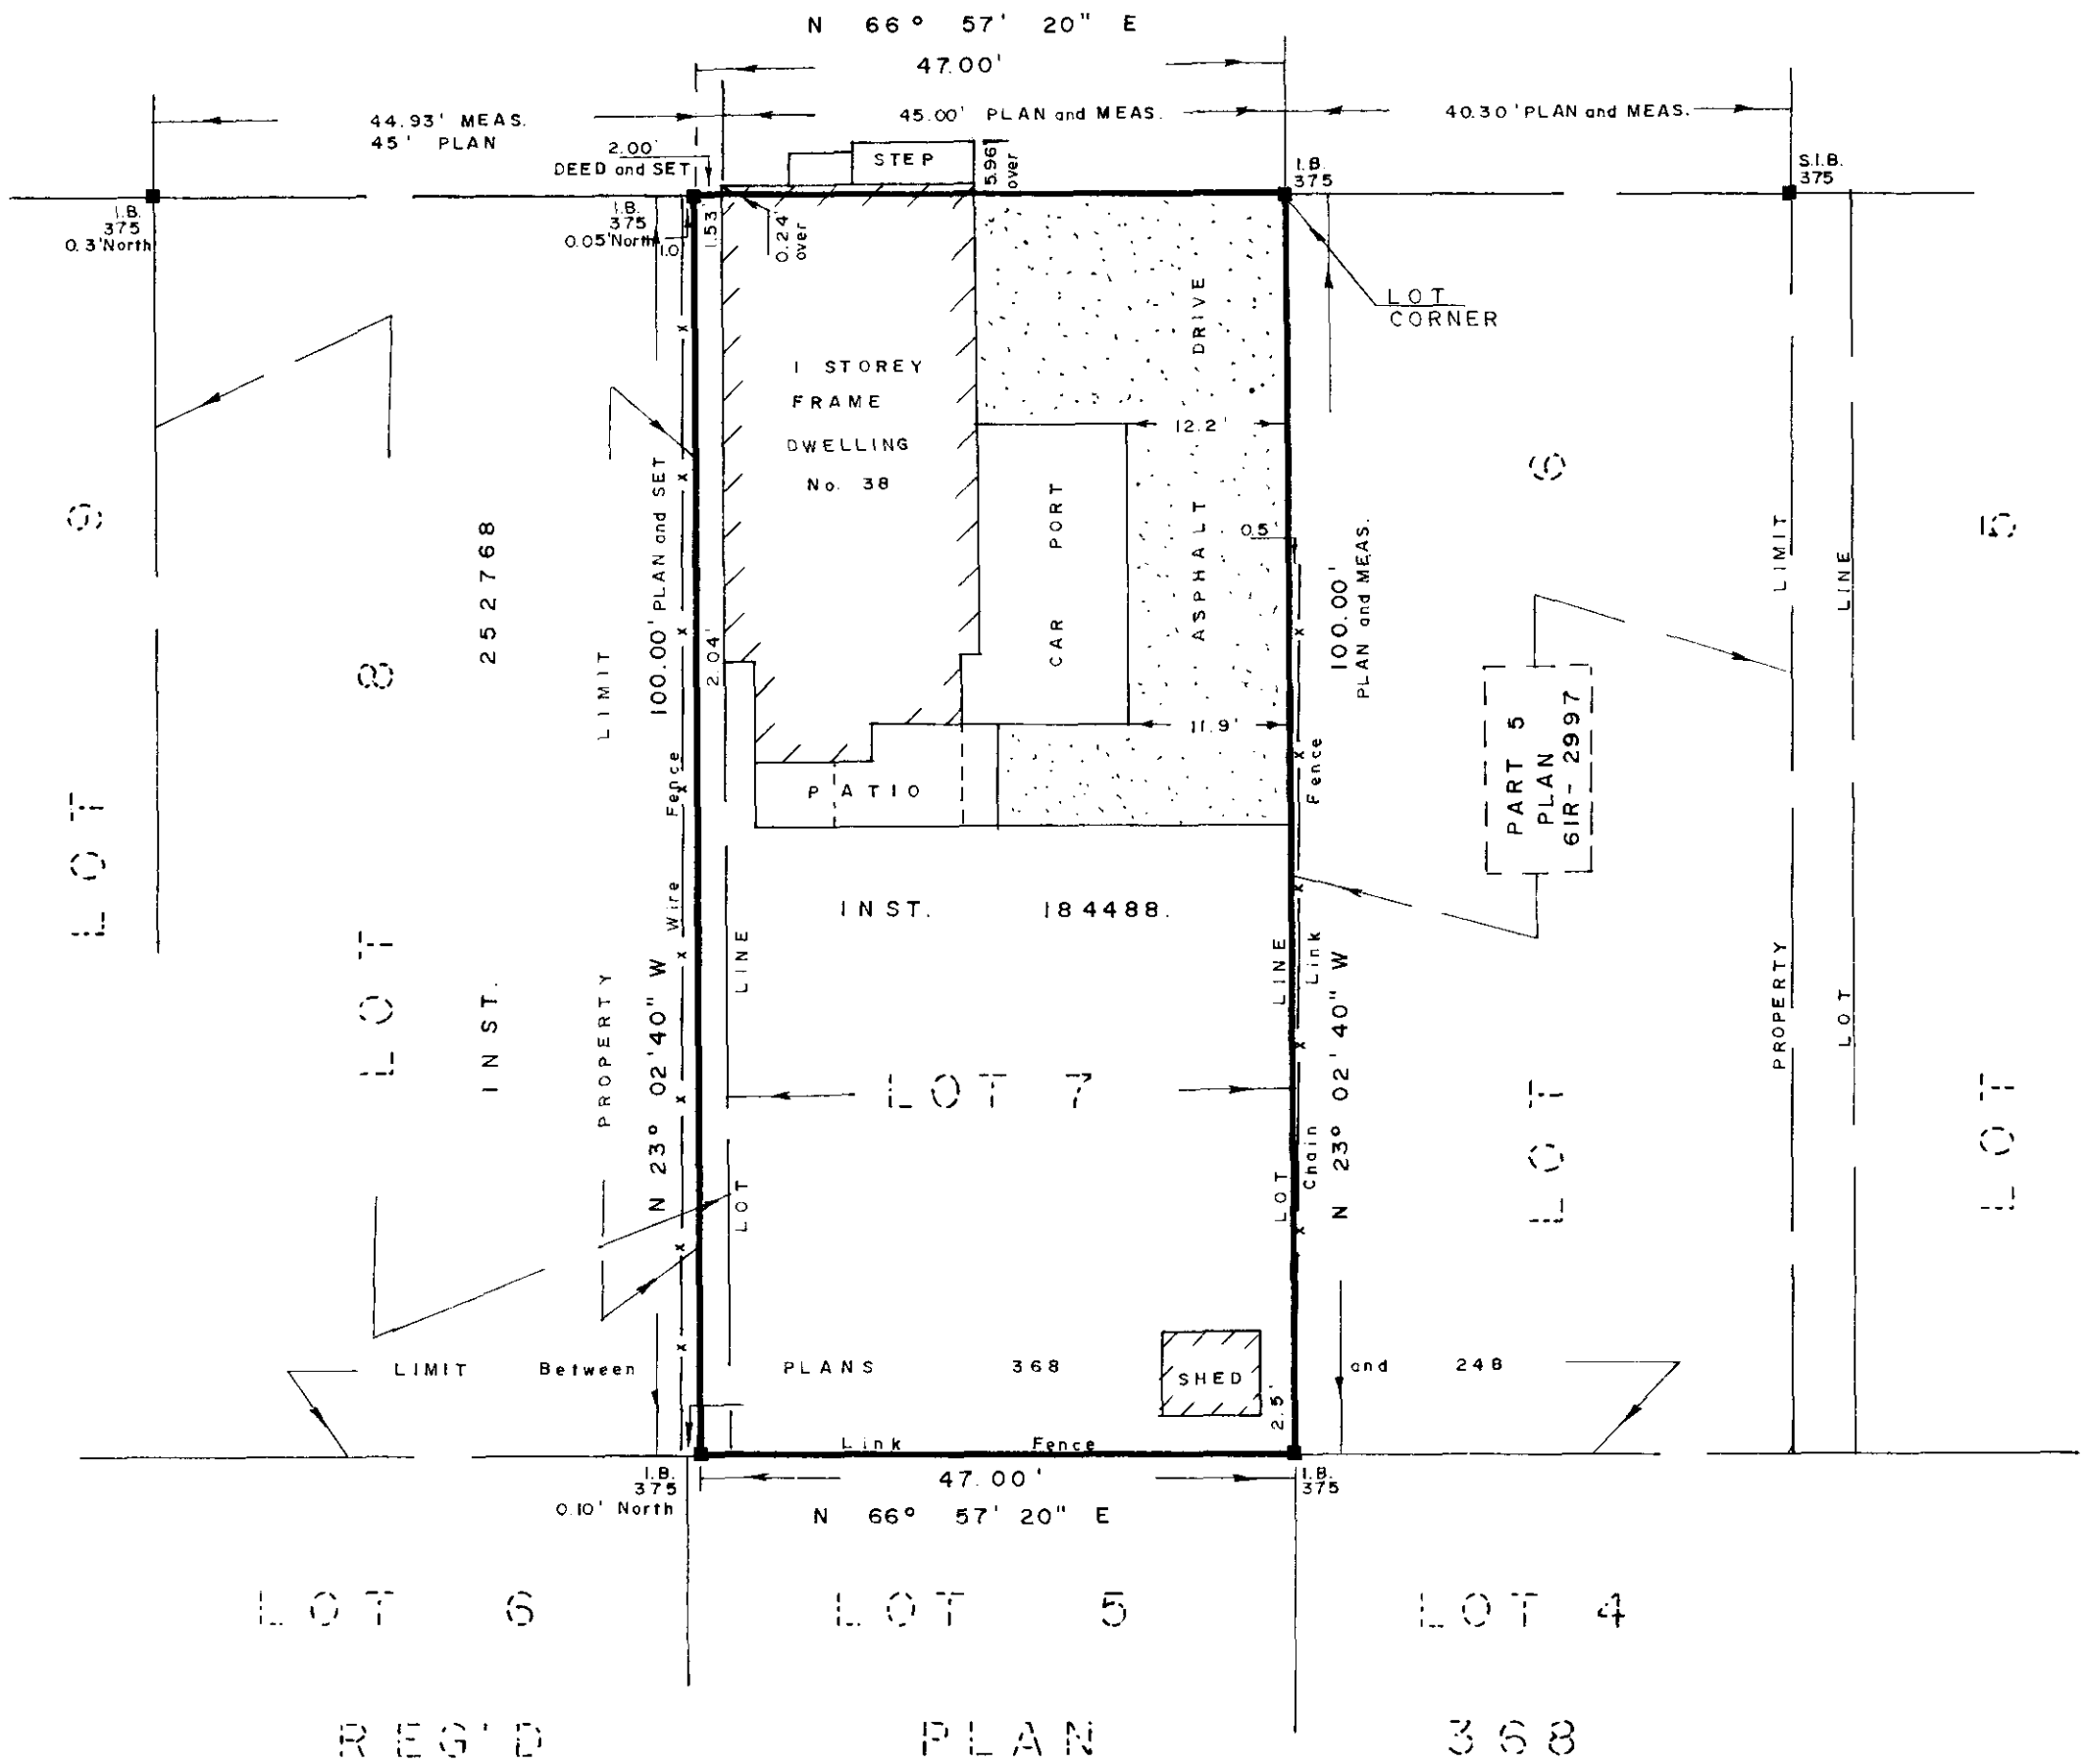 N 66° 57' 20" E
47.00'
44.93' MEAS.
45' PLAN
45.00' PLAN and MEAS.
40.30' PLAN and MEAS.
2.00'
DEED and SET
STEP
5.96'
over
I.B.
375
S.I.B.
375
I.B.
375
0.3' North
I.B.
375
0.05' North
1.0
1.53
0.24'
over
LOT
CORNER
1 STOREY
FRAME
DWELLING
No. 38
12.2'
CAR PORT
ASPHALT DRIVE
0.5'
11.9'
PATIO
2.04'
100.00' PLAN and SET
100.00'
PLAN and MEAS.
LOT 9
LOT 8
INST. 252768
PROPERTY LIMIT
N 23° 02' 40" W
Wire Fence
LOT LINE
INST. 184488.
LOT 7
LOT LINE
Chain Link Fence
N 23° 02' 40" W
PART 5
PLAN
61R-2997
LOT 6
PROPERTY LIMIT
LOT LINE
LOT 5
LIMIT Between PLANS 368 and 248
SHED
2.5'
Link Fence
I.B.
375
0.10' North
47.00'
N 66° 57' 20" E
I.B.
375
LOT 6 LOT 5 LOT 4
REG'D PLAN 368